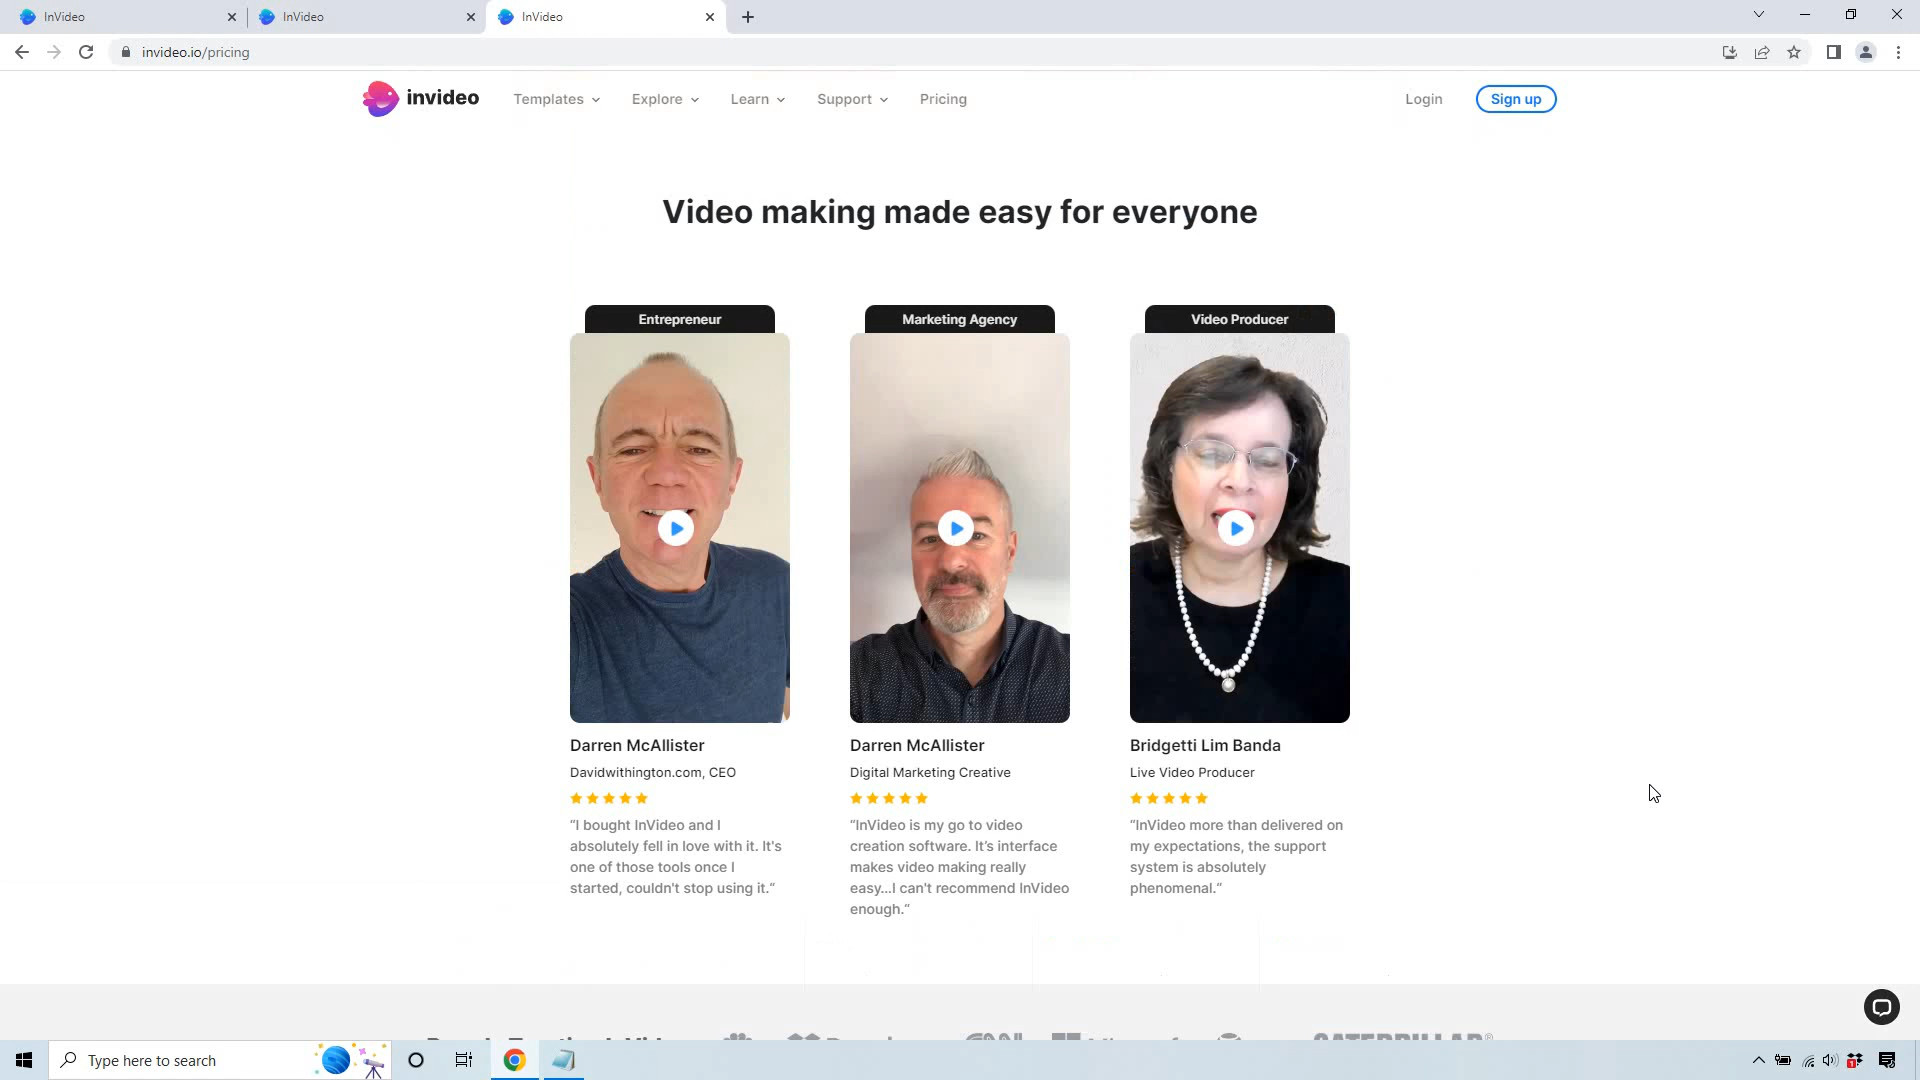 InVideo
InVideo
InVideo
invideo.io/pricing
invideo
Templates
Explore
Learn
Support
Pricing
Login
Sign up
Video making made easy for everyone
Entrepreneur
Darren McAllister
Davidwithington.com, CEO
“I bought InVideo and I
absolutely fell in love with it. It's
one of those tools once I
started, couldn't stop using it.“
Marketing Agency
Darren McAllister
Digital Marketing Creative
“InVideo is my go to video
creation software. It’s interface
makes video making really
easy...I can't recommend InVideo
enough.“
Video Producer
Bridgetti Lim Banda
Live Video Producer
“InVideo more than delivered on
my expectations, the support
system is absolutely
phenomenal.“
CATERPILLAR
Type here to search
1